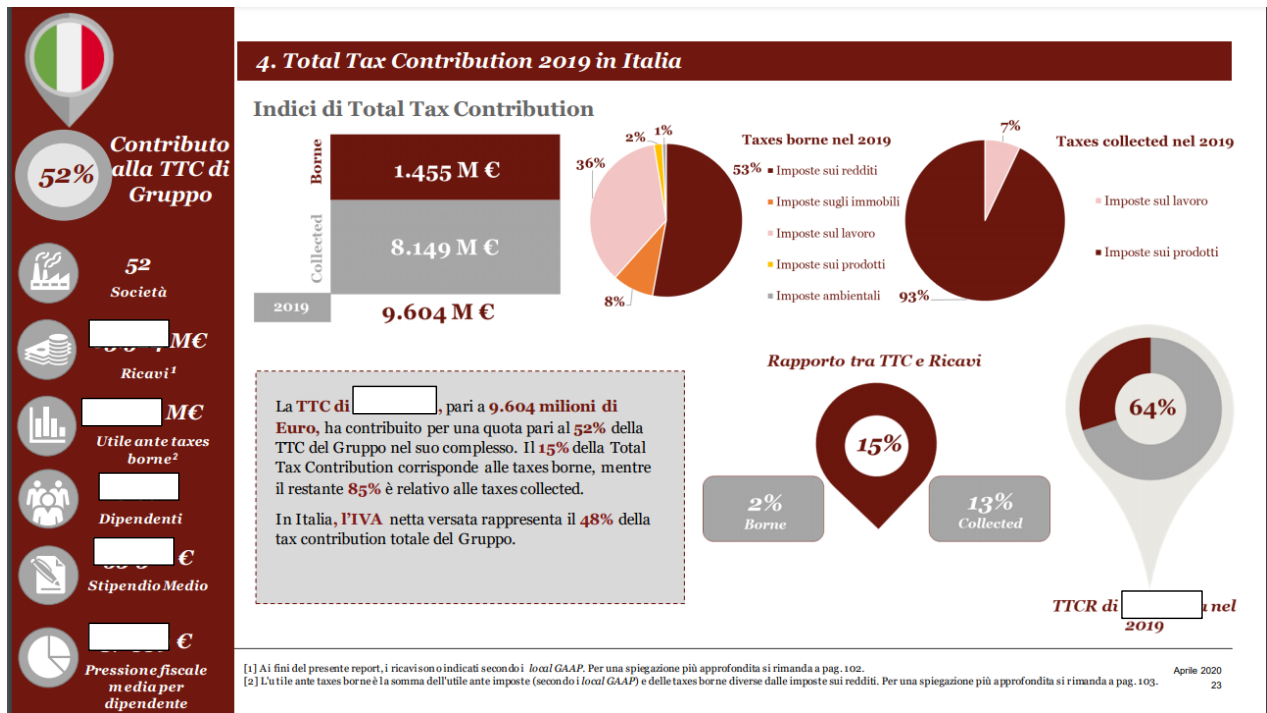 4. Total Tax Contribution 2019 in Italia
Contributo
alla TTC di
Gruppo
52%
52
Società
M€
Ricavi¹
M€
Utile ante taxes
borne²
Dipendenti
€
Stipendio Medio
€
Pressione fiscale
media per
dipendente
Indici di Total Tax Contribution
Borne
1.455 M €
Collected
8.149 M €
2019
9.604 M €
Taxes borne nel 2019
1%
2%
36%
53%
8%
Imposte sui redditi
Imposte sugli immobili
Imposte sul lavoro
Imposte sui prodotti
Imposte ambientali
Taxes collected nel 2019
7%
93%
Imposte sul lavoro
Imposte sui prodotti
La TTC di , pari a 9.604 milioni di
Euro, ha contribuito per una quota pari al 52% della
TTC del Gruppo nel suo complesso. Il 15% della Total
Tax Contribution corrisponde alle taxes borne, mentre
il restante 85% è relativo alle taxes collected.
In Italia, l'IVA netta versata rappresenta il 48% della
tax contribution totale del Gruppo.
Rapporto tra TTC e Ricavi
15%
2%
Borne
13%
Collected
64%
TTCR di nel
2019
[1] Ai fini del presente report, i ricavi sono indicati secondo i local GAAP. Per una spiegazione più approfondita si rimanda a pag. 102.
[2] L'utile ante taxes borne è la somma dell'utile ante imposte (secondo i local GAAP) e delle taxes borne diverse dalle imposte sui redditi. Per una spiegazione più approfondita si rimanda a pag. 103.
Aprile 2020
23